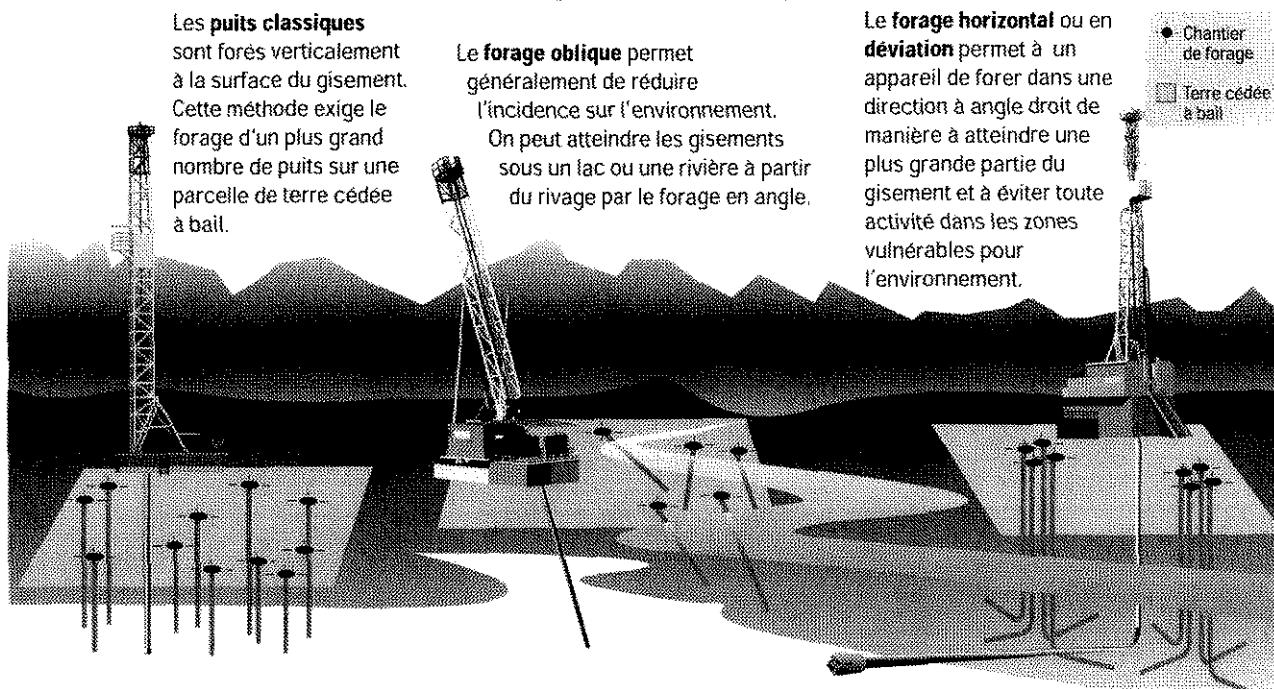 Les puits classiques
sont forés verticalement
à la surface du gisement.
Cette méthode exige le
forage d'un plus grand
nombre de puits sur une
parcelle de terre cédée
à bail.
Le forage oblique permet
généralement de réduire
l'incidence sur l'environnement.
On peut atteindre les gisements
sous un lac ou une rivière à partir
du rivage par le forage en angle.
Le forage horizontal ou en
déviation permet à un
appareil de forer dans une
direction à angle droit de
manière à atteindre une
plus grande partie du
gisement et à éviter toute
activité dans les zones
vulnérables pour
l'environnement.
Chantier
de forage
Terre cédée
à bail